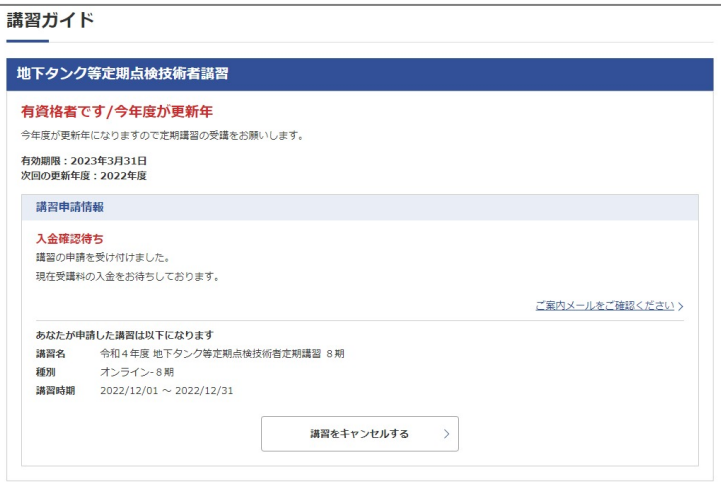 講習ガイド
地下タンク等定期点検技術者講習
有資格者です/今年度が更新年
今年度が更新年になりますので定期講習の受講をお願いします。
有効期限：2023年3月31日
次回の更新年度：2022年度
講習申請情報
入金確認待ち
講習の申請を受け付けました。
現在受講料の入金をお待ちしております。
ご案内メールをご確認ください >
あなたが申請した講習は以下になります
講習名 令和４年度 地下タンク等定期点検技術者定期講習 ８期
種別 オンライン-８期
講習時期 2022/12/01 ～ 2022/12/31
講習をキャンセルする >